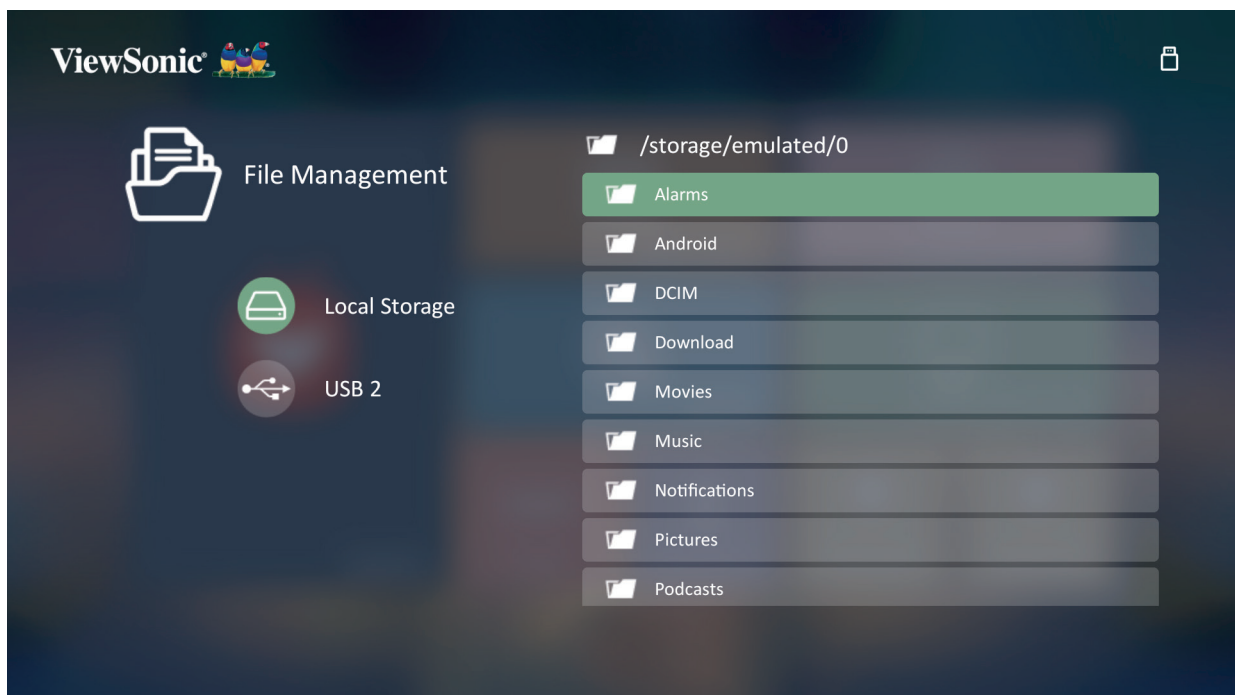 ViewSonic®
File Management
Local Storage
USB 2
/storage/emulated/0
Alarms
Android
DCIM
Download
Movies
Music
Notifications
Pictures
Podcasts